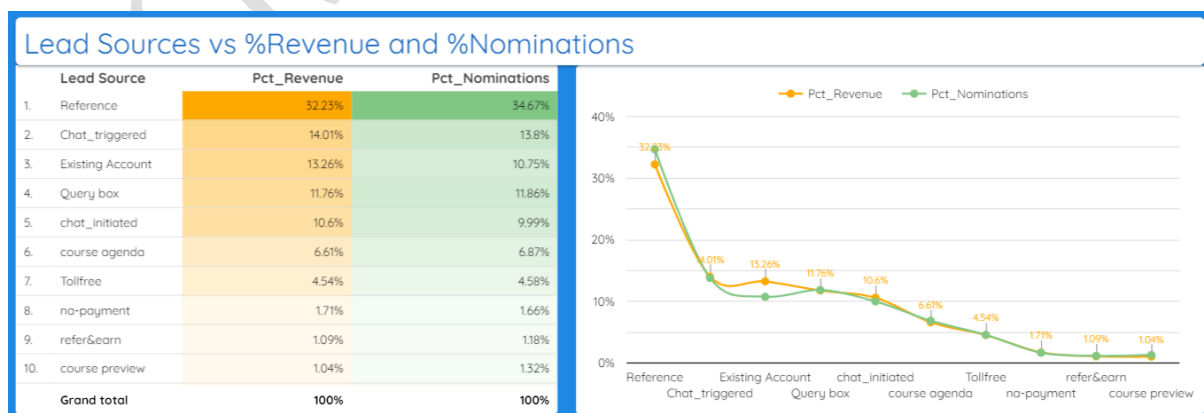 Lead Sources vs %Revenue and %Nominations
Lead Source Pct_Revenue Pct_Nominations
1. Reference 32.23% 34.67%
2. Chat_triggered 14.01% 13.8%
3. Existing Account 13.26% 10.75%
4. Query box 11.76% 11.86%
5. chat_initiated 10.6% 9.99%
6. course agenda 6.61% 6.87%
7. Tollfree 4.54% 4.58%
8. na-payment 1.71% 1.66%
9. refer&earn 1.09% 1.18%
10. course preview 1.04% 1.32%
Grand total 100% 100%
Pct_Revenue Pct_Nominations
40%
30%
20%
10%
0%
32.23%
14.01%
13.26%
11.76%
10.6%
6.61%
4.54%
1.71%
1.09%
1.04%
Reference Existing Account chat_initiated Tollfree refer&earn
Chat_triggered Query box course agenda na-payment course preview